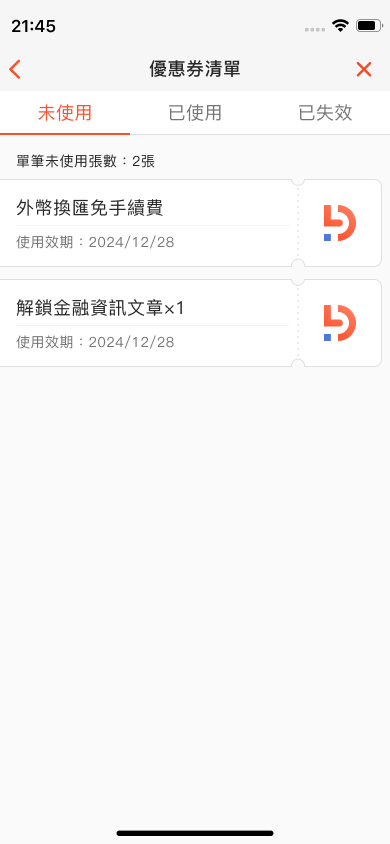 21:45
優惠券清單
未使用
已使用
已失效
單筆未使用張數：2張
外幣換匯免手續費
使用效期：2024/12/28
解鎖金融資訊文章×1
使用效期：2024/12/28